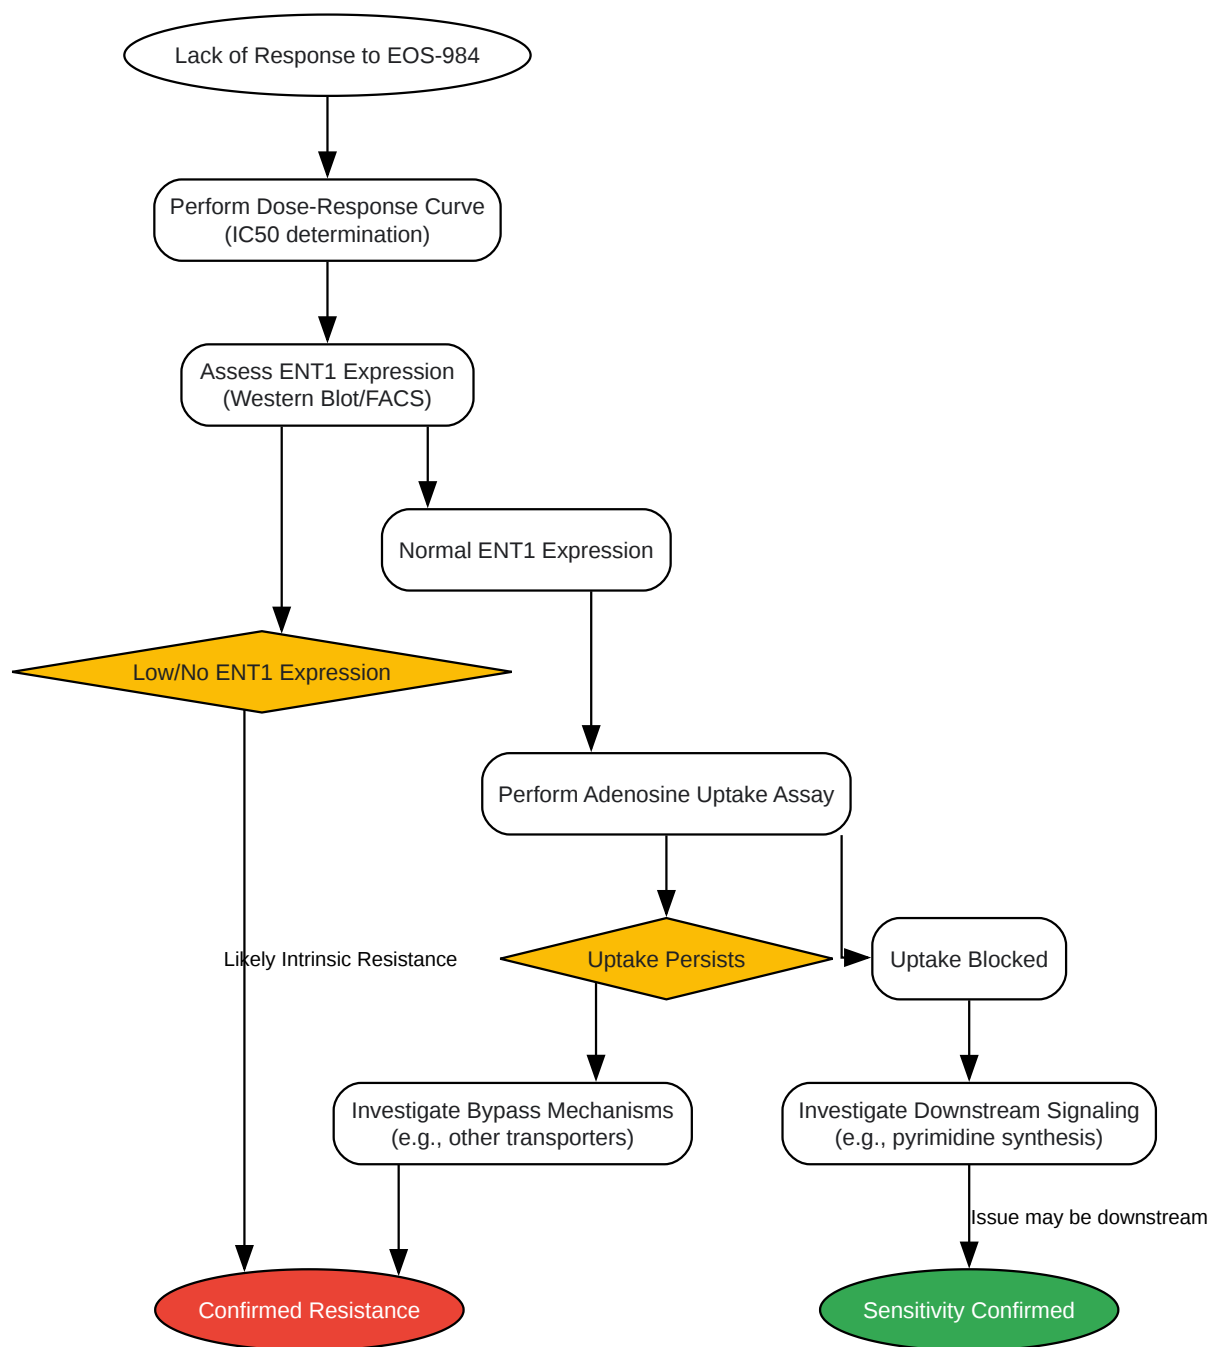 Lack of Response to EOS-984
Perform Dose-Response Curve
(IC50 determination)
Assess ENT1 Expression
(Western Blot/FACS)
Normal ENT1 Expression
Low/No ENT1 Expression
Perform Adenosine Uptake Assay
Likely Intrinsic Resistance
Uptake Persists
Uptake Blocked
Investigate Bypass Mechanisms
(e.g., other transporters)
Investigate Downstream Signaling
(e.g., pyrimidine synthesis)
Issue may be downstream
Confirmed Resistance
Sensitivity Confirmed